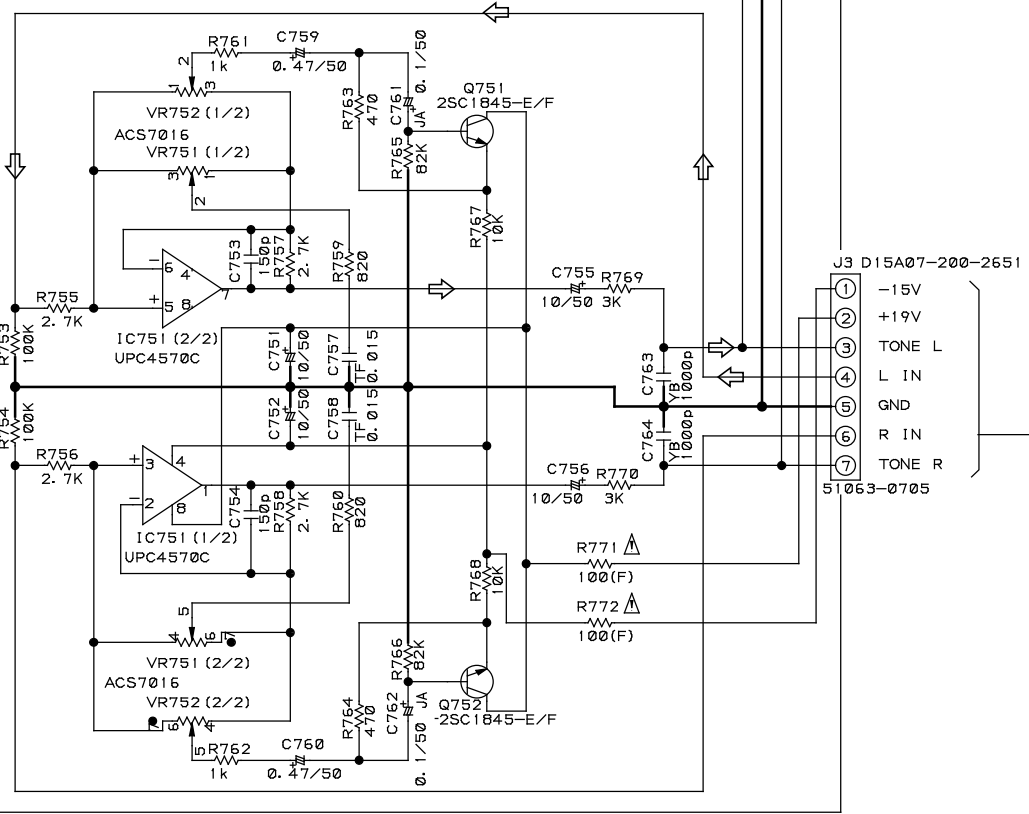 R761
1k
C759
+
0.47/50
2
1
3
VR752 (1/2)
ACS7016
VR751 (1/2)
3
1
2
R763
470
C761
0.1/50
+
JA
R765
82K
Q751
2SC1845-E/F
R767
10K
C753
150p
R757
2.7K
R759
820
−
6
4
+
5
8
7
IC751 (2/2)
UPC4570C
R755
2.7K
R753
100K
C751
+
10/50
C757
TF
0.015
C755
+
10/50
R769
3K
J3 D15A07-200-2651
1
−15V
2
+19V
3
TONE L
4
L IN
5
GND
6
R IN
7
TONE R
51063-0705
C763
YB
1000p
C764
YB
1000p
R754
100K
C752
+
10/50
C758
TF
0.015
R756
2.7K
+
3
4
−
2
8
1
IC751 (1/2)
UPC4570C
C754
150p
R758
2.7K
R760
820
C756
+
10/50
R770
3K
R771
!
100(F)
R772
!
100(F)
R768
10K
5
4
6
7
VR751 (2/2)
ACS7016
VR752 (2/2)
6
4
5
R762
1k
C760
+
0.47/50
R764
470
R766
82K
C762
+
JA
0.1/50
Q752
-2SC1845-E/F